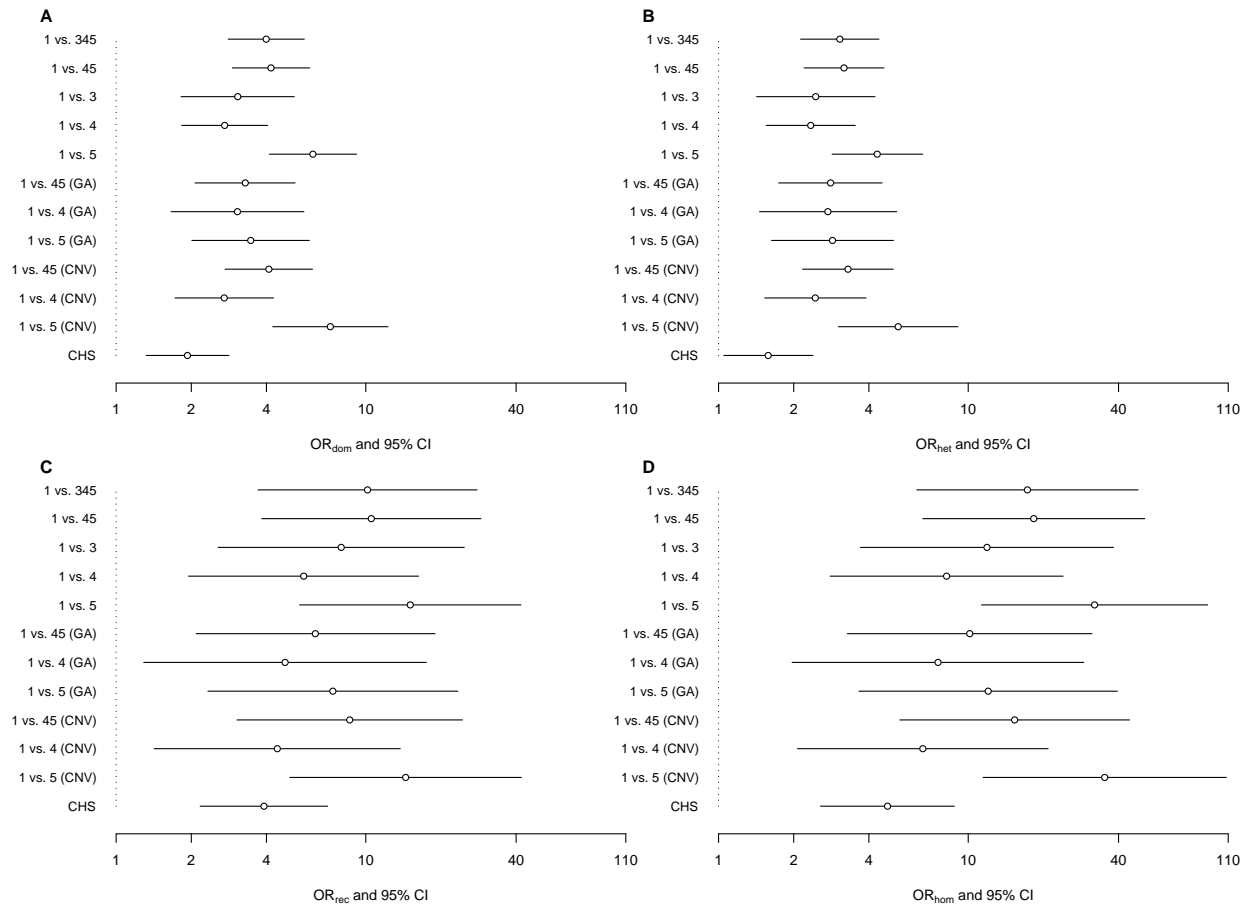 A
1 vs. 345
1 vs. 45
1 vs. 3
1 vs. 4
1 vs. 5
1 vs. 45 (GA)
1 vs. 4 (GA)
1 vs. 5 (GA)
1 vs. 45 (CNV)
1 vs. 4 (CNV)
1 vs. 5 (CNV)
CHS
1 2 4 10 40 110
ORdom and 95% CI
B
1 vs. 345
1 vs. 45
1 vs. 3
1 vs. 4
1 vs. 5
1 vs. 45 (GA)
1 vs. 4 (GA)
1 vs. 5 (GA)
1 vs. 45 (CNV)
1 vs. 4 (CNV)
1 vs. 5 (CNV)
CHS
1 2 4 10 40 110
ORhet and 95% CI
C
1 vs. 345
1 vs. 45
1 vs. 3
1 vs. 4
1 vs. 5
1 vs. 45 (GA)
1 vs. 4 (GA)
1 vs. 5 (GA)
1 vs. 45 (CNV)
1 vs. 4 (CNV)
1 vs. 5 (CNV)
CHS
1 2 4 10 40 110
ORrec and 95% CI
D
1 vs. 345
1 vs. 45
1 vs. 3
1 vs. 4
1 vs. 5
1 vs. 45 (GA)
1 vs. 4 (GA)
1 vs. 5 (GA)
1 vs. 45 (CNV)
1 vs. 4 (CNV)
1 vs. 5 (CNV)
CHS
1 2 4 10 40 110
ORhom and 95% CI